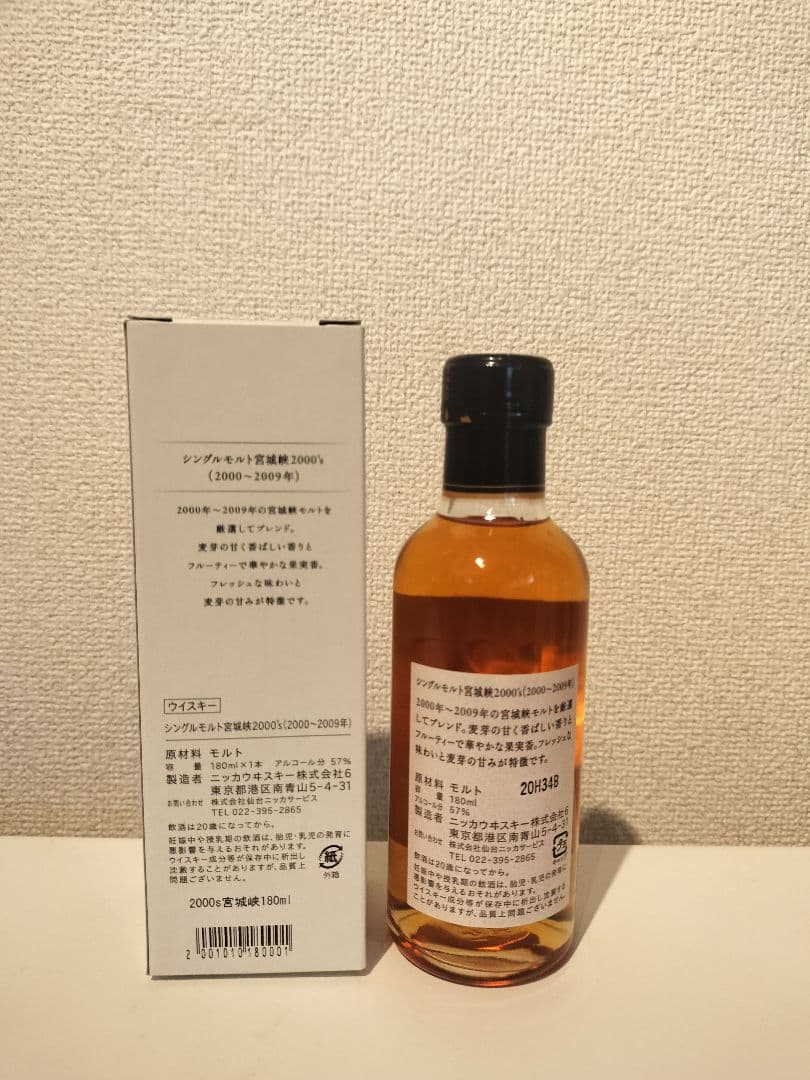 シングルモルト宮城峡2000's
(2000〜2009年)
2000年〜2009年の宮城峡モルトを
厳選してブレンド。
麦芽の甘く香ばしい香りと
フルーティーで華やかな果実香。
フレッシュな味わいと
麦芽の甘みが特徴です。
ウイスキー
シングルモルト宮城峡2000's(2000〜2009年)
原材料 モルト
容量 180ml×1本 アルコール分 57%
製造者 ニッカウヰスキー株式会社6
東京都港区南青山5-4-31
お問い合わせ 株式会社仙台ニッカサービス
TEL 022-395-2865
飲酒は20歳になってから。
妊娠中や授乳期の飲酒は、胎児・乳児の発育に
悪影響を与えるおそれがあります。
ウイスキー成分等が保存中に析出し
沈澱することがありますが、品質上
問題ございません。
紙
外箱
2000s宮城峡180ml
2 001010 180001
シングルモルト宮城峡2000's(2000〜2009年)
2000年〜2009年の宮城峡モルトを厳選
してブレンド。麦芽の甘く香ばしい香りと
フルーティーで華やかな果実香。フレッシュな
味わいと麦芽の甘みが特徴です。
原材料 モルト
容量 180ml
20H34B
アルコール分 57%
製造者 ニッカウヰスキー株式会社6
東京都港区南青山5-4-31
お問い合わせ 株式会社仙台ニッカサービス
TEL 022-395-2865
飲酒は20歳になってから。
妊娠中や授乳期の飲酒は、胎児・乳児の発育に
悪影響を与えるおそれがあります。
ウイスキー成分等が保存中に析出し沈澱する
ことがありますが、品質上問題ございません。